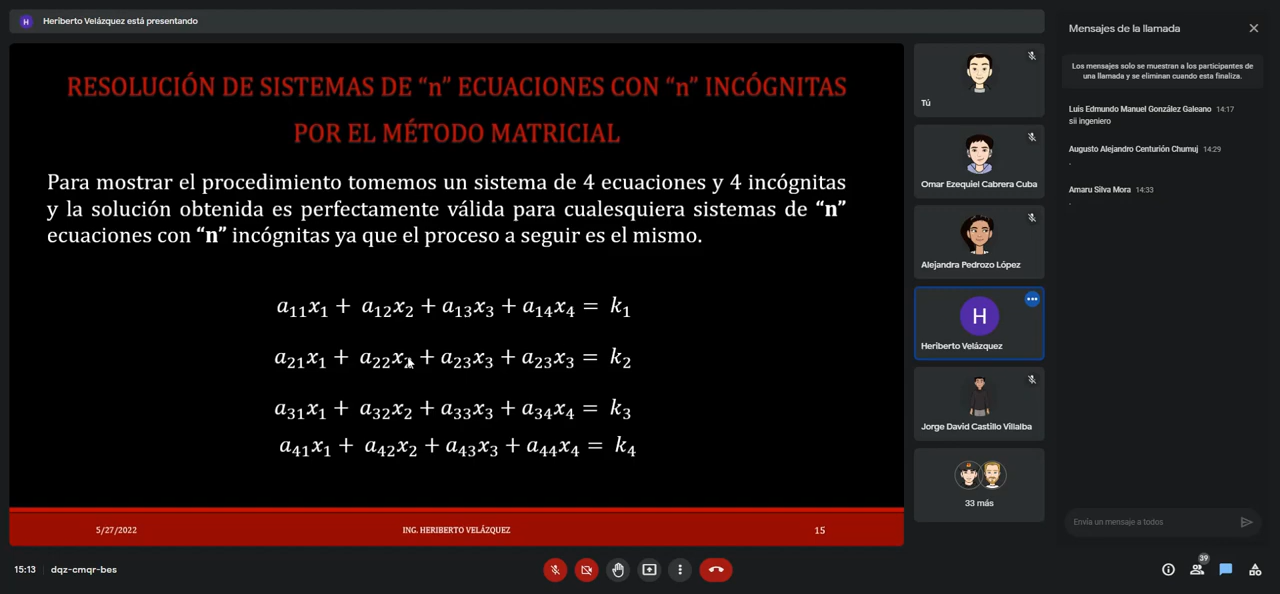 H Heriberto Velázquez está presentando
RESOLUCIÓN DE SISTEMAS DE “n” ECUACIONES CON “n” INCÓGNITAS
POR EL MÉTODO MATRICIAL
Para mostrar el procedimiento tomemos un sistema de 4 ecuaciones y 4 incógnitas
y la solución obtenida es perfectamente válida para cualesquiera sistemas de “n”
ecuaciones con “n” incógnitas ya que el proceso a seguir es el mismo.
a₁₁x₁ + a₁₂x₂ + a₁₃x₃ + a₁₄x₄ = k₁
a₂₁x₁ + a₂₂x₂ + a₂₃x₃ + a₂₃x₃ = k₂
a₃₁x₁ + a₃₂x₂ + a₃₃x₃ + a₃₄x₄ = k₃
a₄₁x₁ + a₄₂x₂ + a₄₃x₃ + a₄₄x₄ = k₄
5/27/2022 ING. HERIBERTO VELÁZQUEZ 15
Tú
Omar Ezequiel Cabrera Cuba
Alejandra Pedrozo López
H
Heriberto Velázquez
Jorge David Castillo Villalba
33 más
Mensajes de la llamada
Los mensajes solo se muestran a los participantes de
una llamada y se eliminan cuando esta finaliza.
Luis Edmundo Manuel González Galeano 14:17
sii ingeniero
Augusto Alejandro Centurión Chumuj 14:29
.
Amaru Silva Mora 14:33
.
Envía un mensaje a todos
15:13 | dqz-cmqr-bes
39